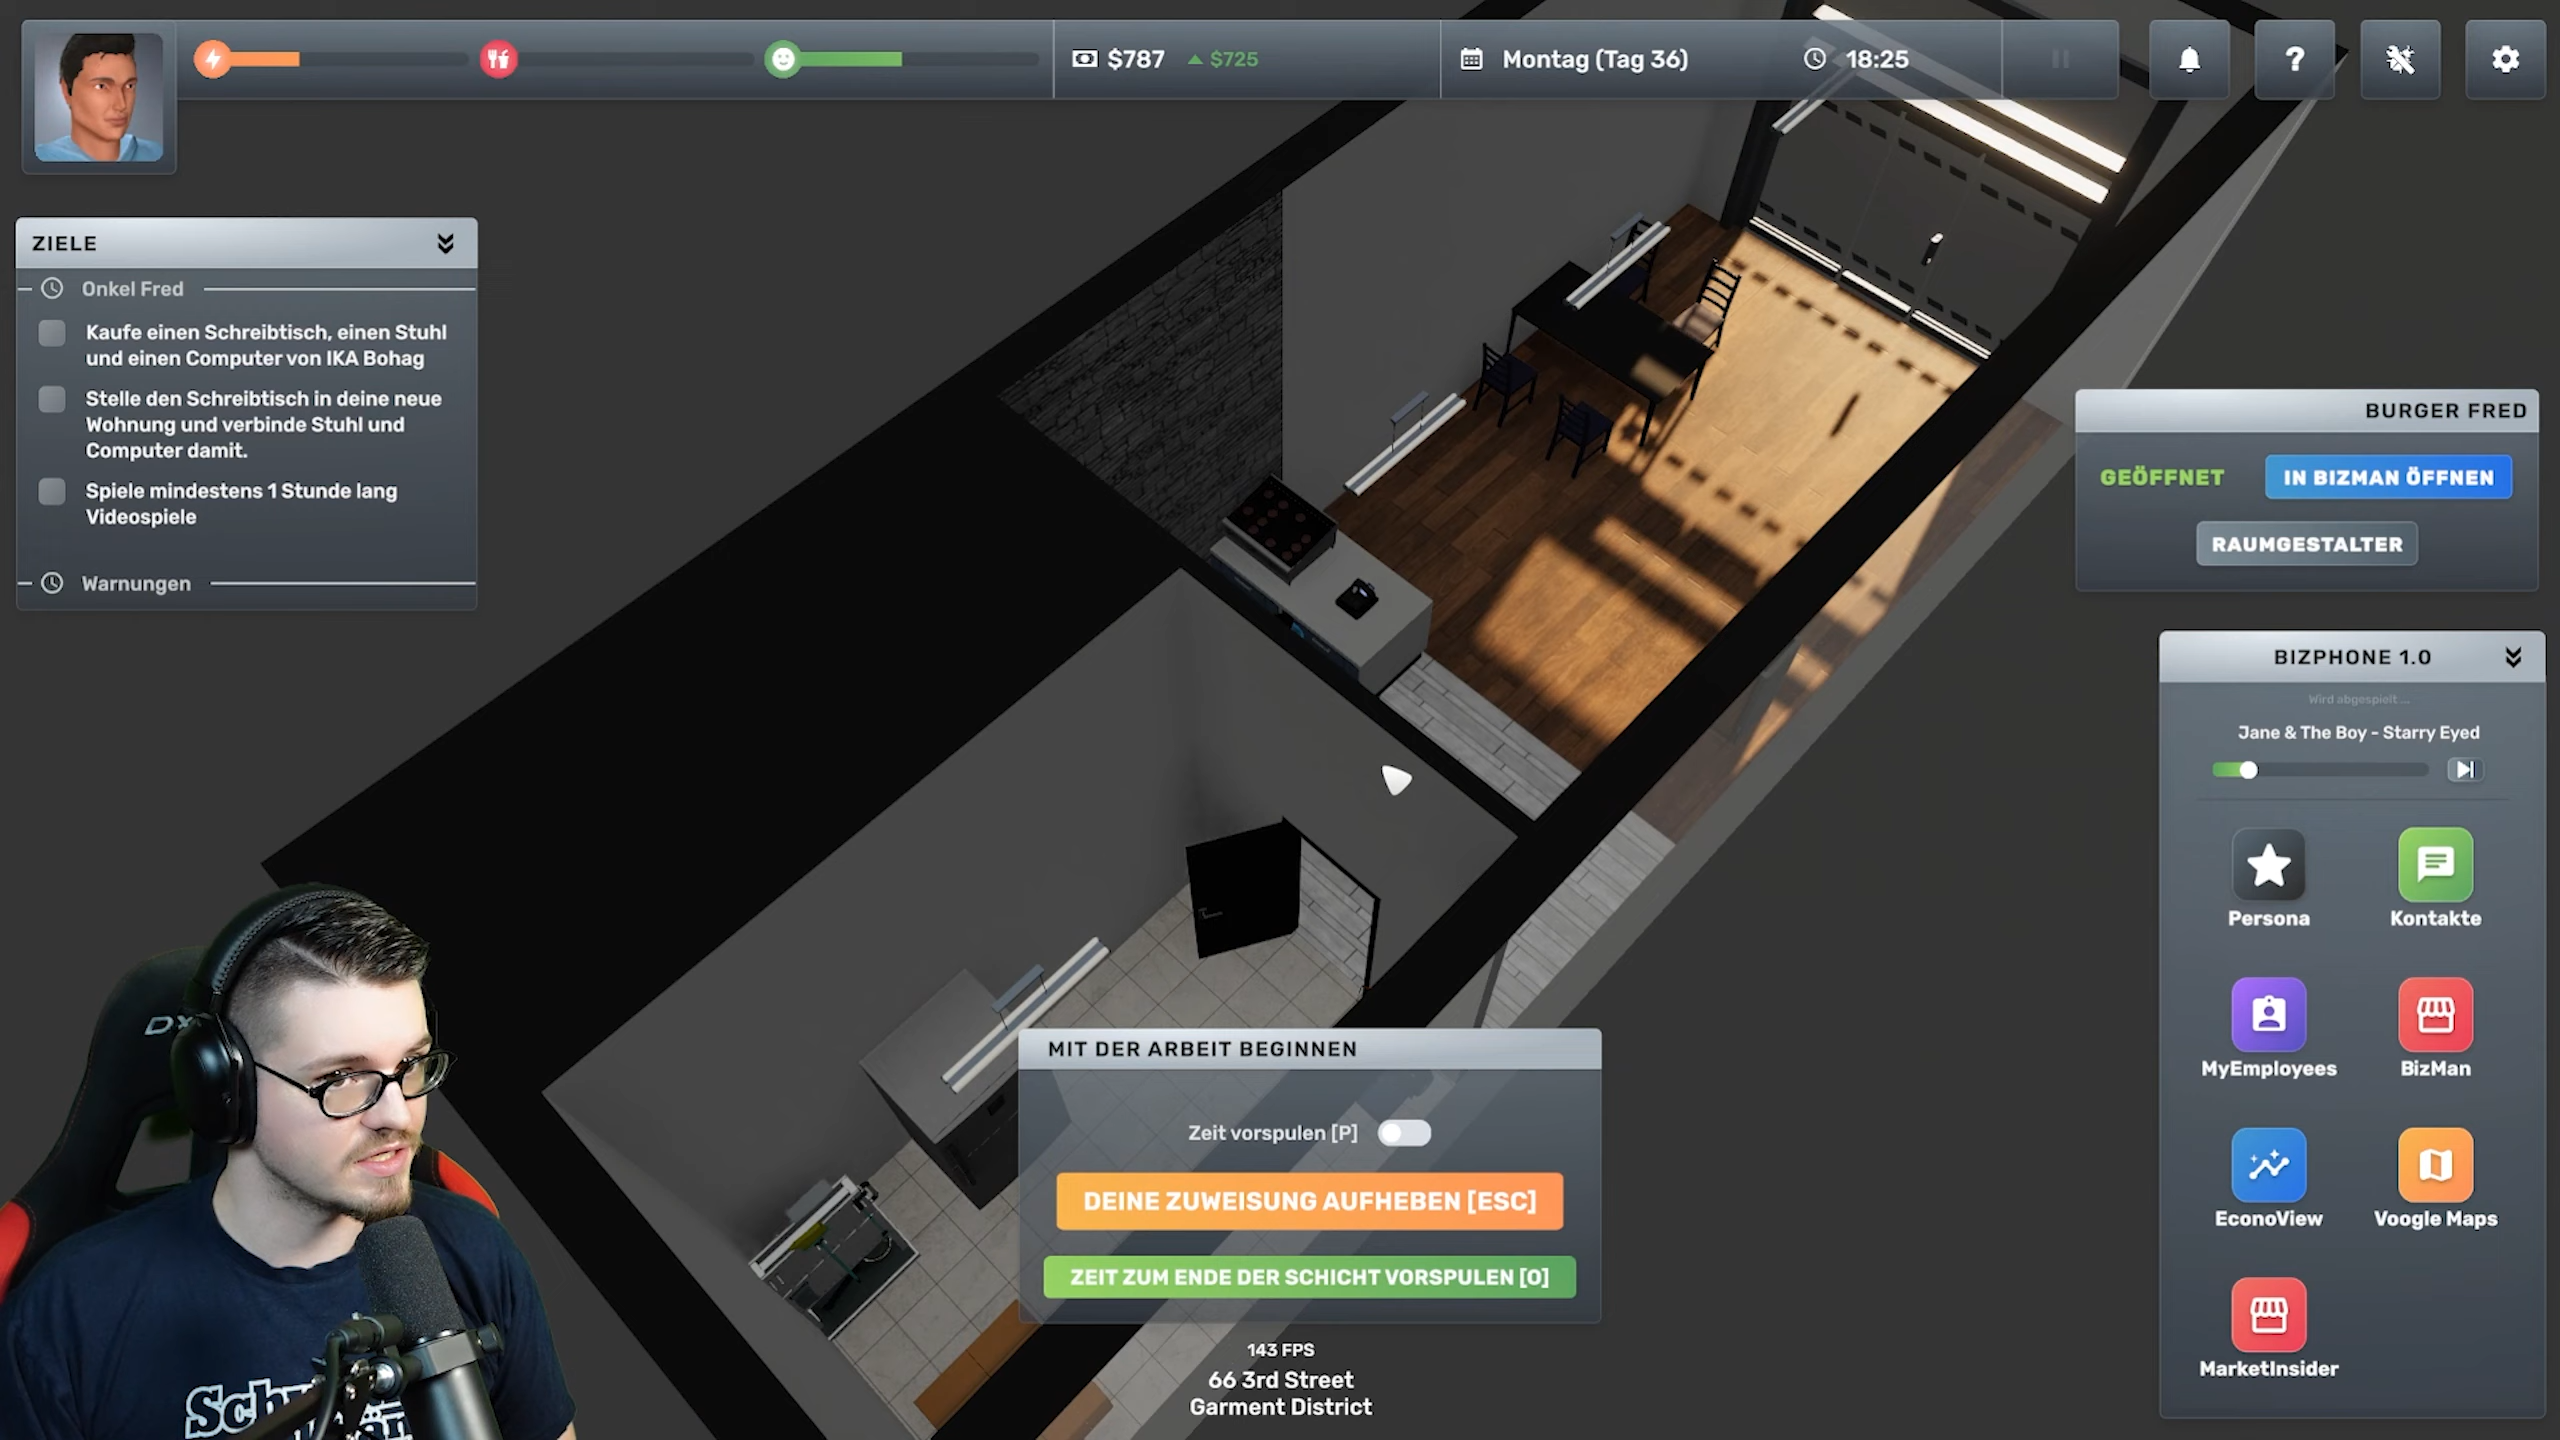 $787
$725
Montag (Tag 36)
18:25
?
ZIELE
Onkel Fred
Kaufe einen Schreibtisch, einen Stuhl
und einen Computer von IKA Bohag
Stelle den Schreibtisch in deine neue
Wohnung und verbinde Stuhl und
Computer damit.
Spiele mindestens 1 Stunde lang
Videospiele
Warnungen
BURGER FRED
GEÖFFNET
IN BIZMAN ÖFFNEN
RAUMGESTALTER
BIZPHONE 1.0
Wird abgespielt ...
Jane & The Boy - Starry Eyed
Persona
Kontakte
MyEmployees
BizMan
EconoView
Voogle Maps
MarketInsider
MIT DER ARBEIT BEGINNEN
Zeit vorspulen [P]
DEINE ZUWEISUNG AUFHEBEN [ESC]
ZEIT ZUM ENDE DER SCHICHT VORSPULEN [O]
143 FPS
66 3rd Street
Garment District